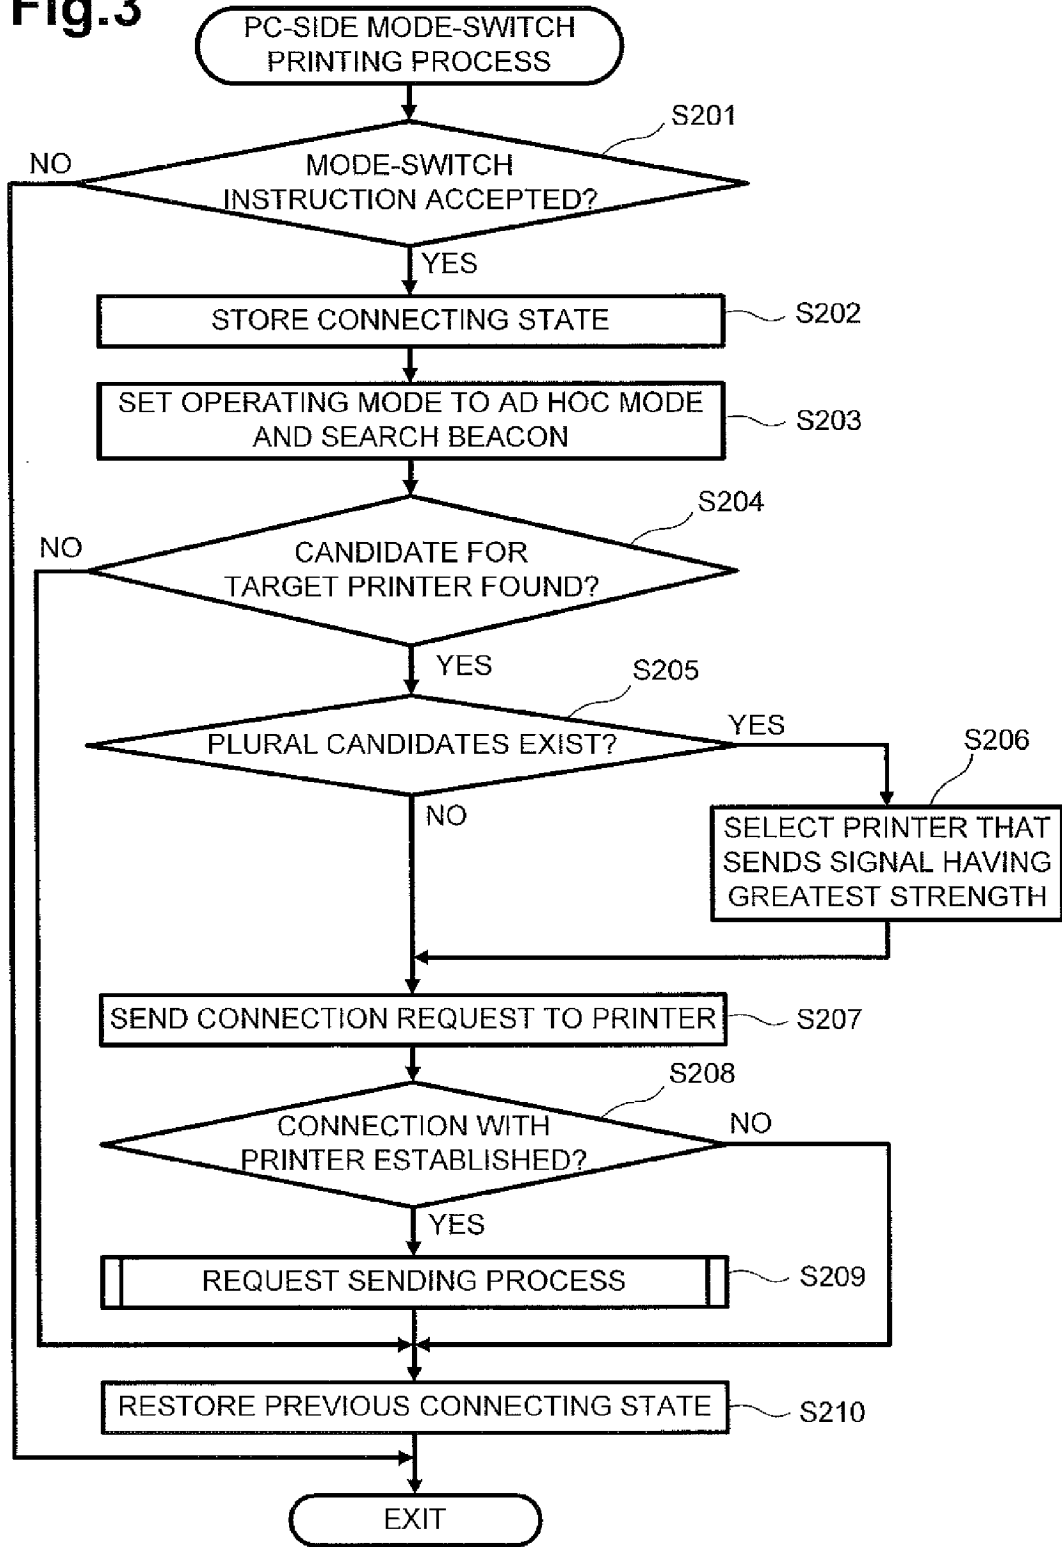 Fig.3
PC-SIDE MODE-SWITCH
PRINTING PROCESS
S201
NO
MODE-SWITCH
INSTRUCTION ACCEPTED?
YES
STORE CONNECTING STATE
S202
SET OPERATING MODE TO AD HOC MODE
AND SEARCH BEACON
S203
S204
NO
CANDIDATE FOR
TARGET PRINTER FOUND?
YES
S205
PLURAL CANDIDATES EXIST?
YES
S206
NO
SELECT PRINTER THAT
SENDS SIGNAL HAVING
GREATEST STRENGTH
SEND CONNECTION REQUEST TO PRINTER
S207
S208
CONNECTION WITH
PRINTER ESTABLISHED?
NO
YES
REQUEST SENDING PROCESS
S209
RESTORE PREVIOUS CONNECTING STATE
S210
EXIT